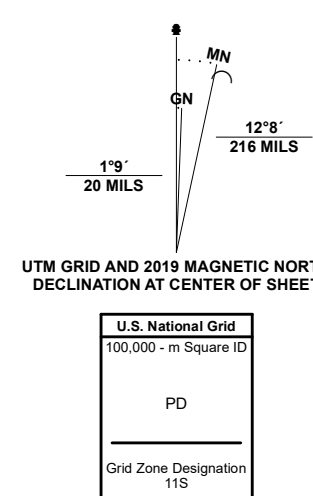 MN
GN
12°8´
216 MILS
1°9´
20 MILS
UTM GRID AND 2019 MAGNETIC NORT
DECLINATION AT CENTER OF SHEET
U.S. National Grid
100,000 - m Square ID
PD
Grid Zone Designation
11S